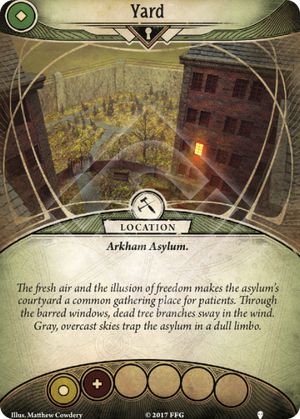 Yard
LOCATION
Arkham Asylum.
The fresh air and the illusion of freedom makes the asylum's
courtyard a common gathering place for patients. Through
the barred windows, dead tree branches sway in the wind.
Gray, overcast skies trap the asylum in a dull limbo.
Illus. Matthew Cowdery
© 2017 FFG